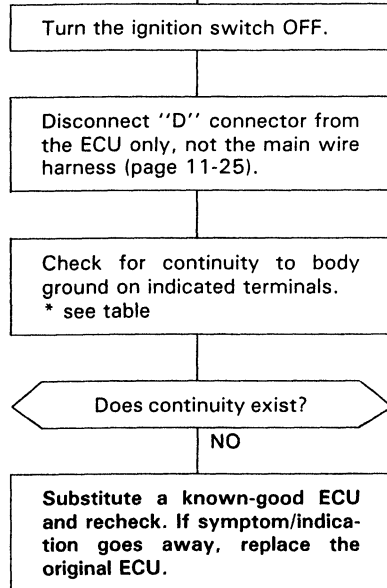 Turn the ignition switch OFF.
Disconnect "D" connector from
the ECU only, not the main wire
harness (page 11-25).
Check for continuity to body
ground on indicated terminals.
* see table
Does continuity exist?
NO
Substitute a known-good ECU
and recheck. If symptom/indica-
tion goes away, replace the
original ECU.